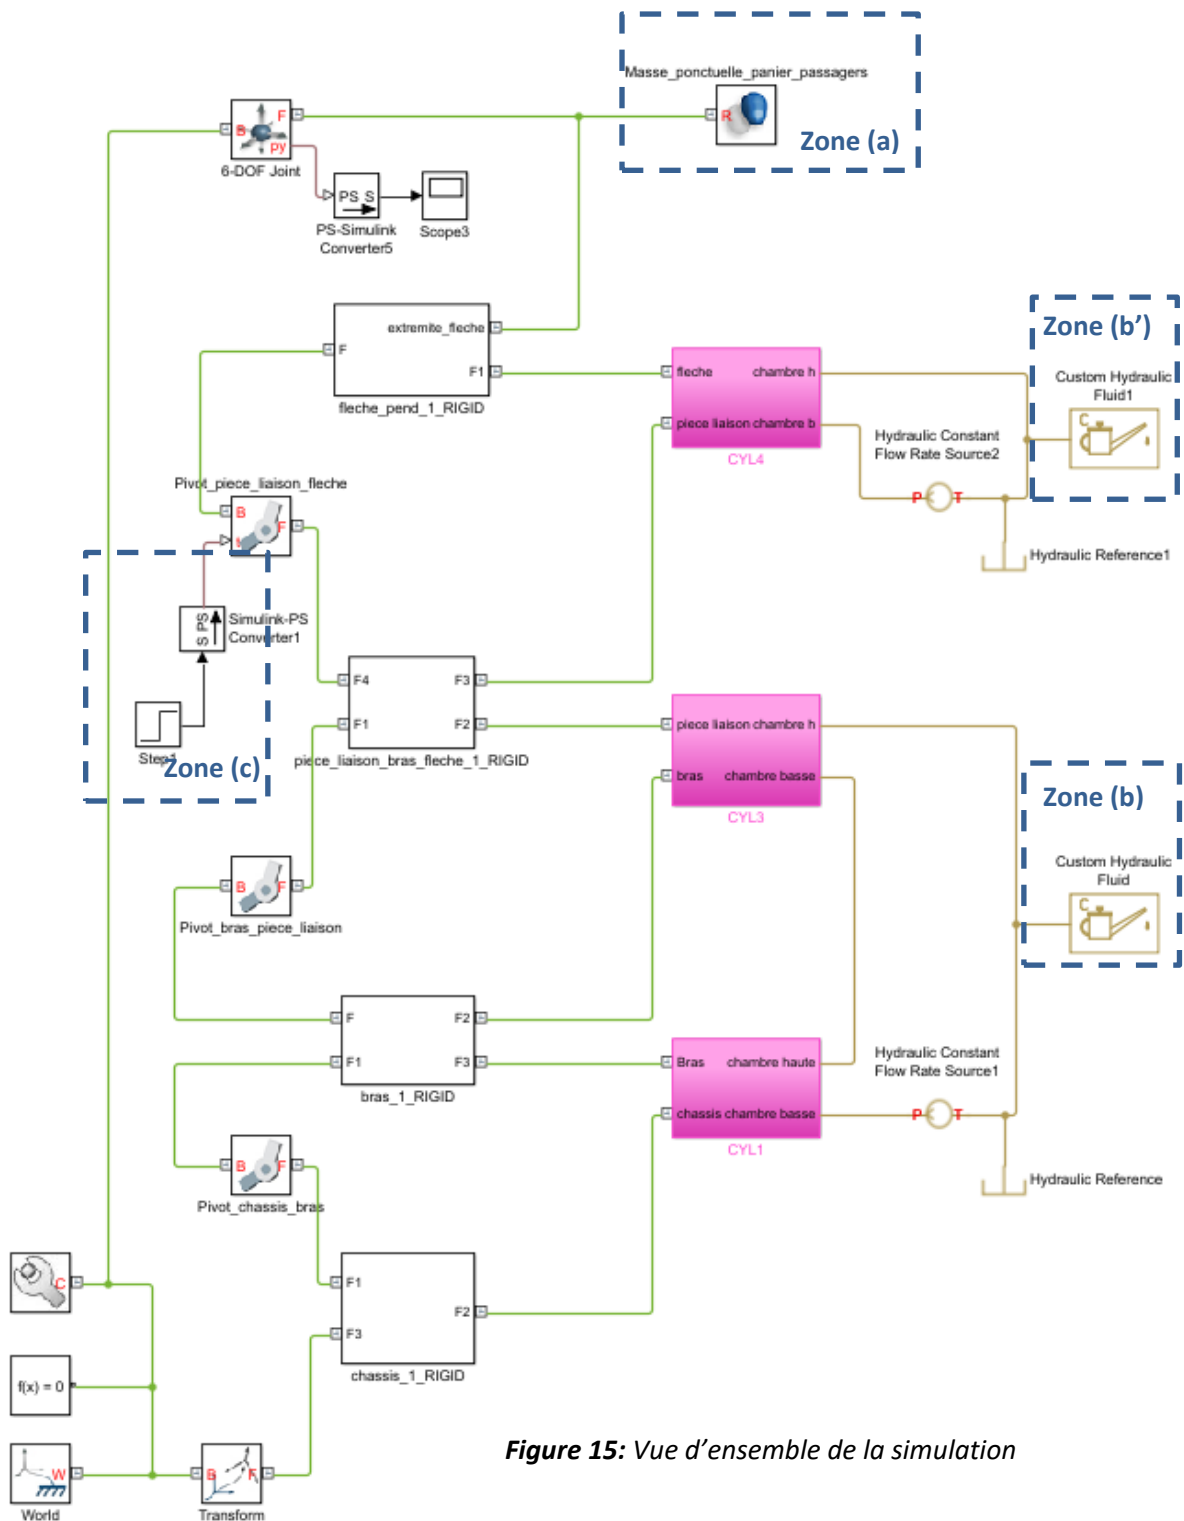 Masse_ponctuelle_panier_passagers
R
Zone (a)
B
F
py
6-DOF Joint
PS S
PS-Simulink
Converter5
Scope3
extremite_fleche
F
F1
fleche_pend_1_RIGID
fleche
chambre h
piece liaison chambre b
CYL4
Zone (b')
Custom Hydraulic
Fluid1
C
Hydraulic Constant
Flow Rate Source2
P
T
Hydraulic Reference1
Pivot_piece_liaison_fleche
B
F
t
S PS
Simulink-PS
Converter1
Step1
Zone (c)
F4
F3
F1
F2
piece_liaison_bras_fleche_1_RIGID
piece liaison chambre h
bras
chambre basse
CYL3
Zone (b)
Custom Hydraulic
Fluid
C
B
F
Pivot_bras_piece_liaison
F
F2
F1
F3
bras_1_RIGID
Bras
chambre haute
chassis chambre basse
CYL1
Hydraulic Constant
Flow Rate Source1
P
T
Hydraulic Reference
B
F
Pivot_chassis_bras
F1
F2
F3
chassis_1_RIGID
C
f(x) = 0
W
World
B
F
Transform
Figure 15: Vue d'ensemble de la simulation